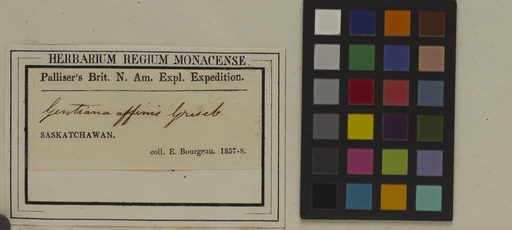 HERBARIUM REGIUM MONACENSE.
Palliser's Brit. N. Am. Expl. Expedition.
Gentiana affinis Griseb.
SASKATCHAWAN.
coll. E. Bourgeau. 1857-8.